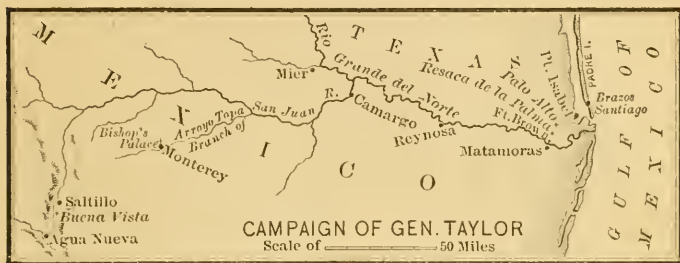 MEXICO
TEXAS
Rio
Grande del Norte
Mier
Resaca de la Palma
Palo Alto
Pt. Isabel
PADRE I.
Brazos
Santiago
GULF OF
MEXICO
San Juan
R.
Camargo
Reynosa
Ft. Brown
Matamoras
Bishop's
Palace
Arroyo Topa
Branch of
Monterey
Saltillo
Buena Vista
Agua Nueva
CAMPAIGN OF GEN. TAYLOR
Scale of 50 Miles